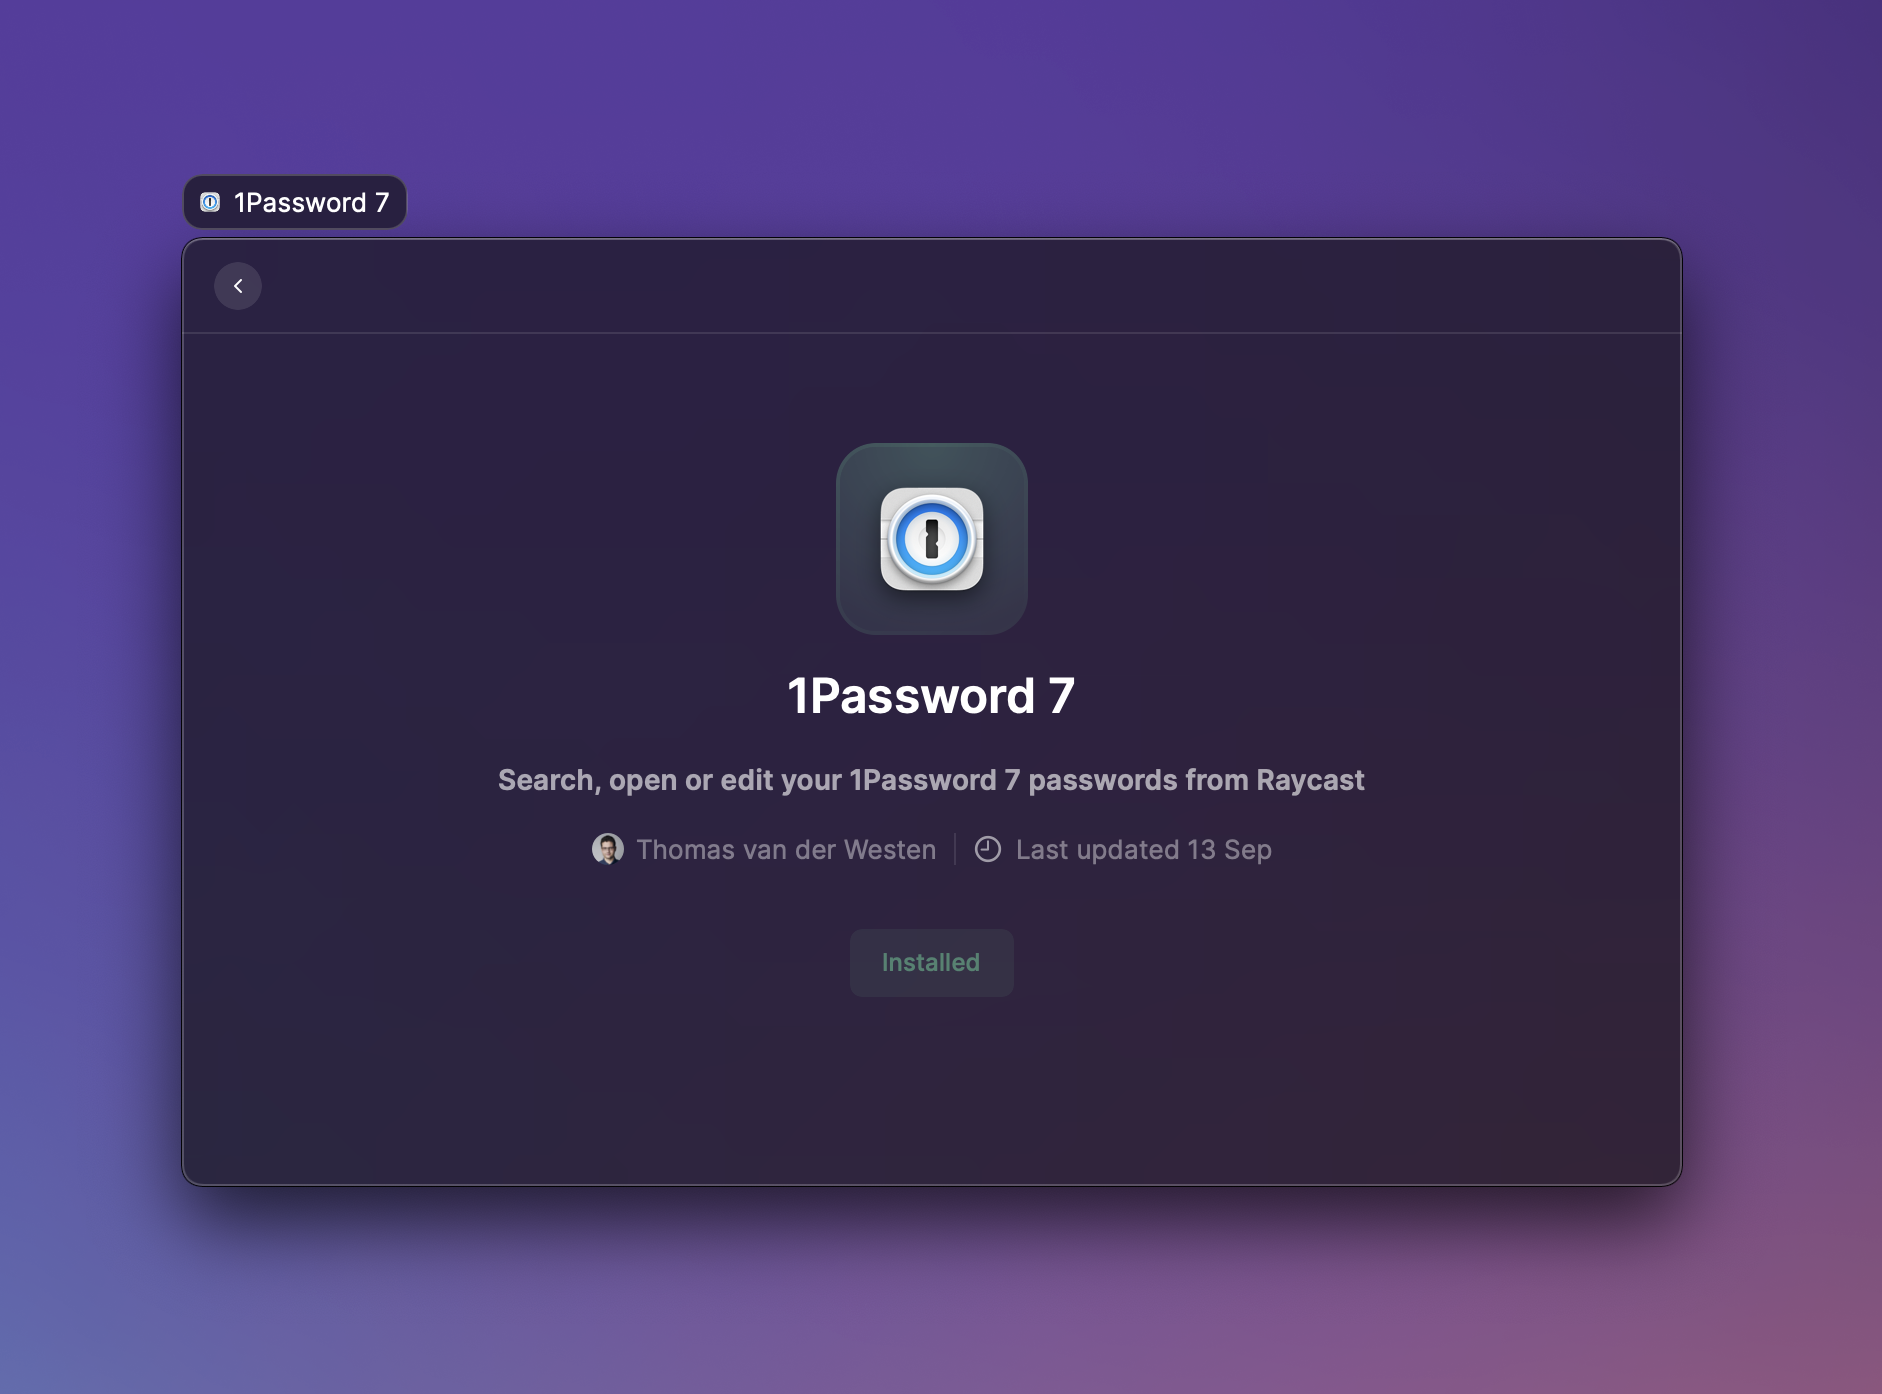 1Password 7
1Password 7
Search, open or edit your 1Password 7 passwords from Raycast
Thomas van der Westen
Last updated 13 Sep
Installed